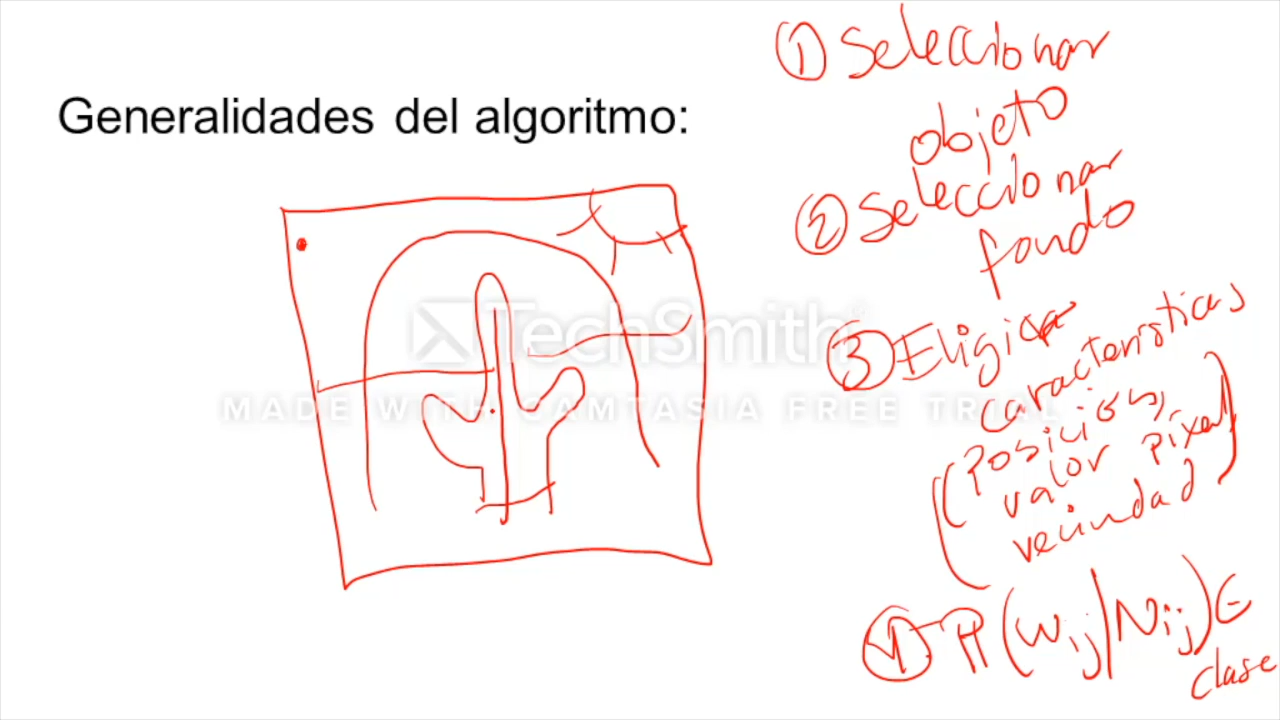 Generalidades del algoritmo:
① Seleccionar
objeto
② Seleccionar
fondo
③ Eligir
características
(Posición,
valor pixel
vecindad)
④ P(wij|Nij) ∈
clase
TechSmith
MADE WITH CAMTASIA FREE TRIAL